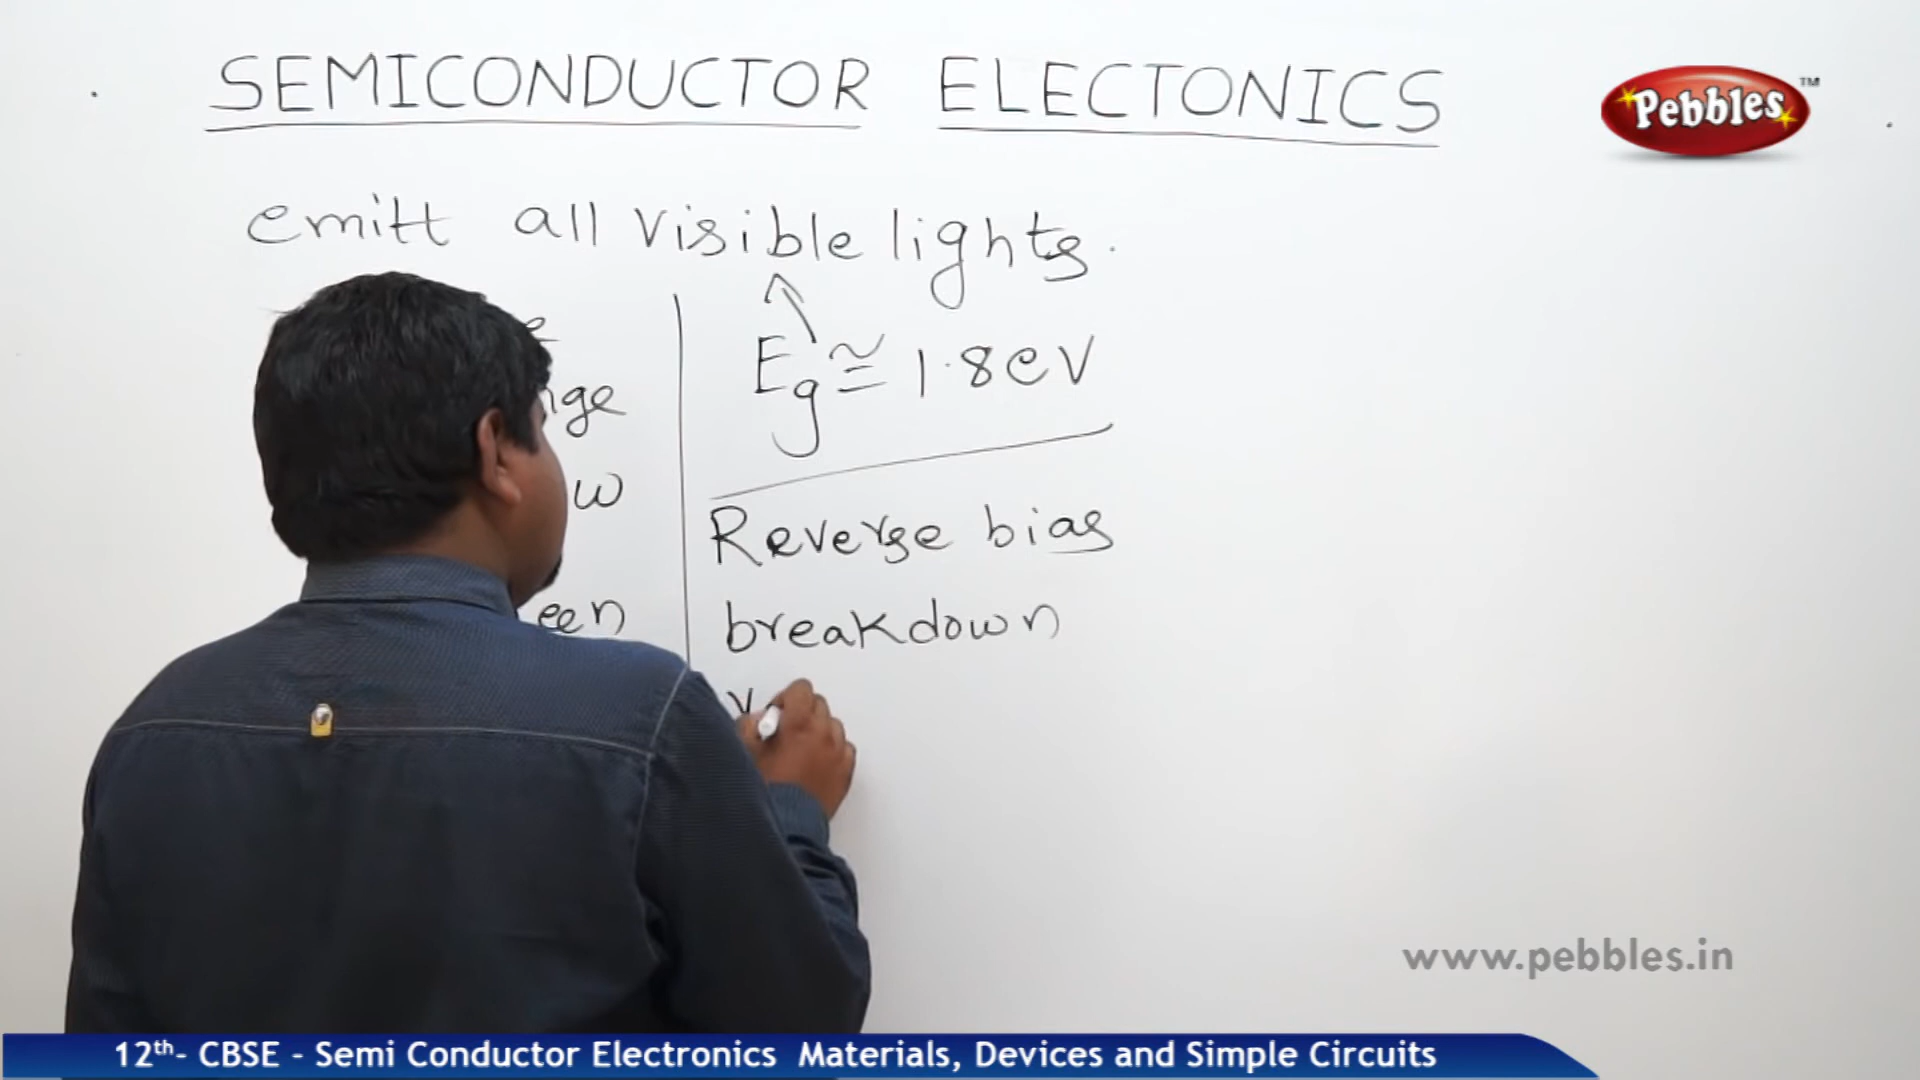 SEMICONDUCTOR ELECTONICS
Pebbles™
emitt all visible lights.
Eg ≅ 1.8eV
Reverse bias
breakdown
www.pebbles.in
12th- CBSE - Semi Conductor Electronics Materials, Devices and Simple Circuits